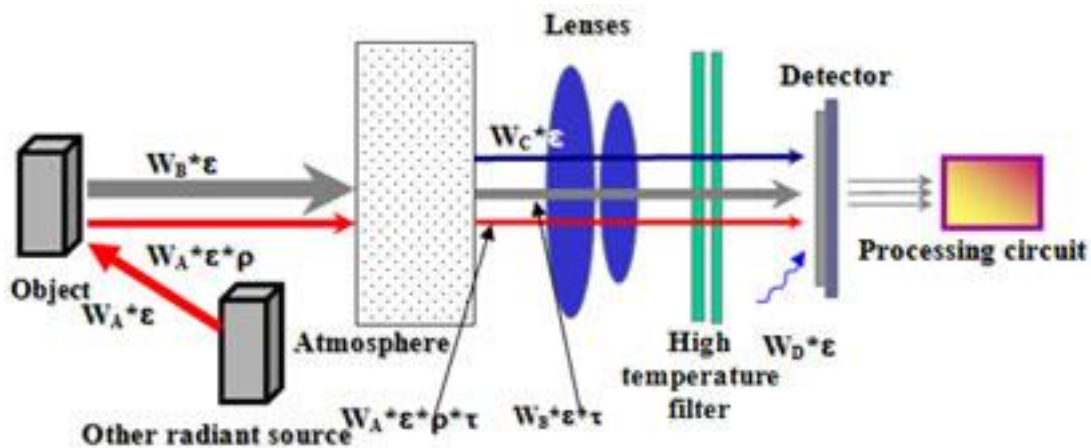 Lenses
Detector
W_C*ε
W_B*ε
W_A*ε*ρ
Object
W_A*ε
Processing circuit
Atmosphere
High
temperature
filter
W_D*ε
Other radiant source
W_A*ε*ρ*τ
W_B*ε*τ